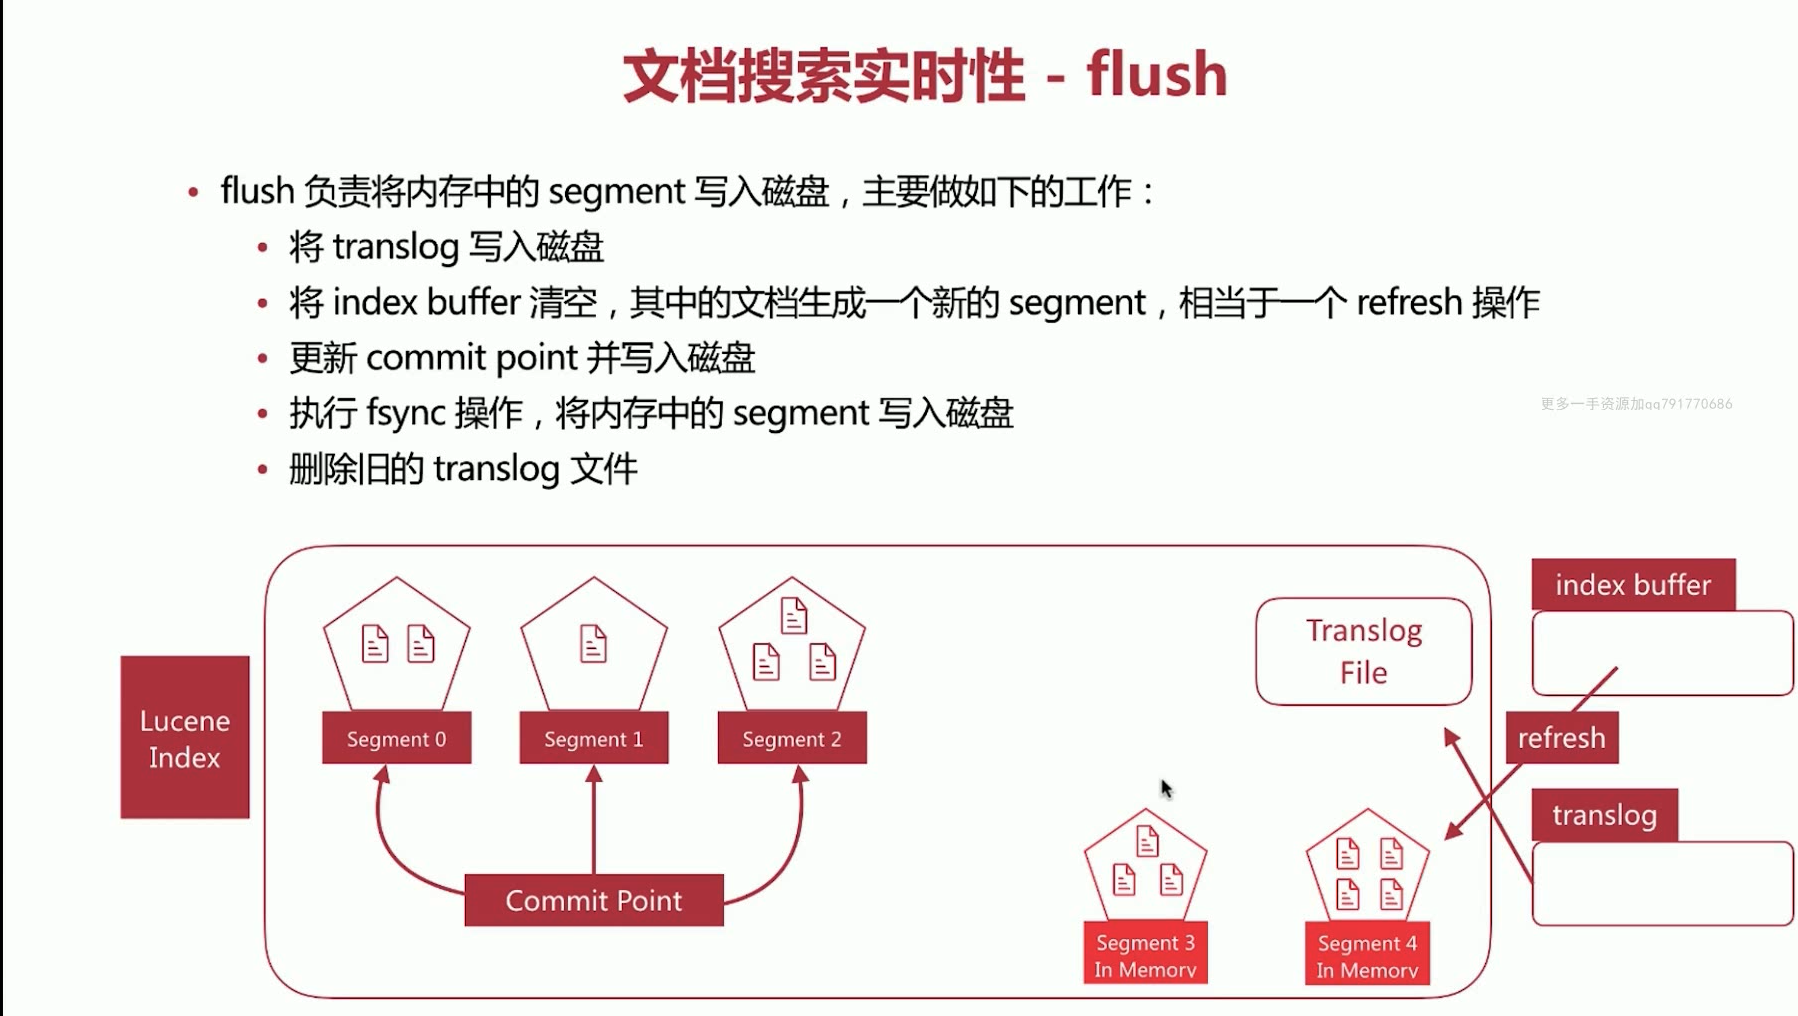 文档搜索实时性 - flush
• flush 负责将内存中的 segment 写入磁盘，主要做如下的工作：
• 将 translog 写入磁盘
• 将 index buffer 清空，其中的文档生成一个新的 segment，相当于一个 refresh 操作
• 更新 commit point 并写入磁盘
• 执行 fsync 操作，将内存中的 segment 写入磁盘
• 删除旧的 translog 文件
更多一手资源加qq791770686
Lucene
Index
Segment 0
Segment 1
Segment 2
Commit Point
Translog
File
Segment 3
In Memory
Segment 4
In Memory
index buffer
refresh
translog